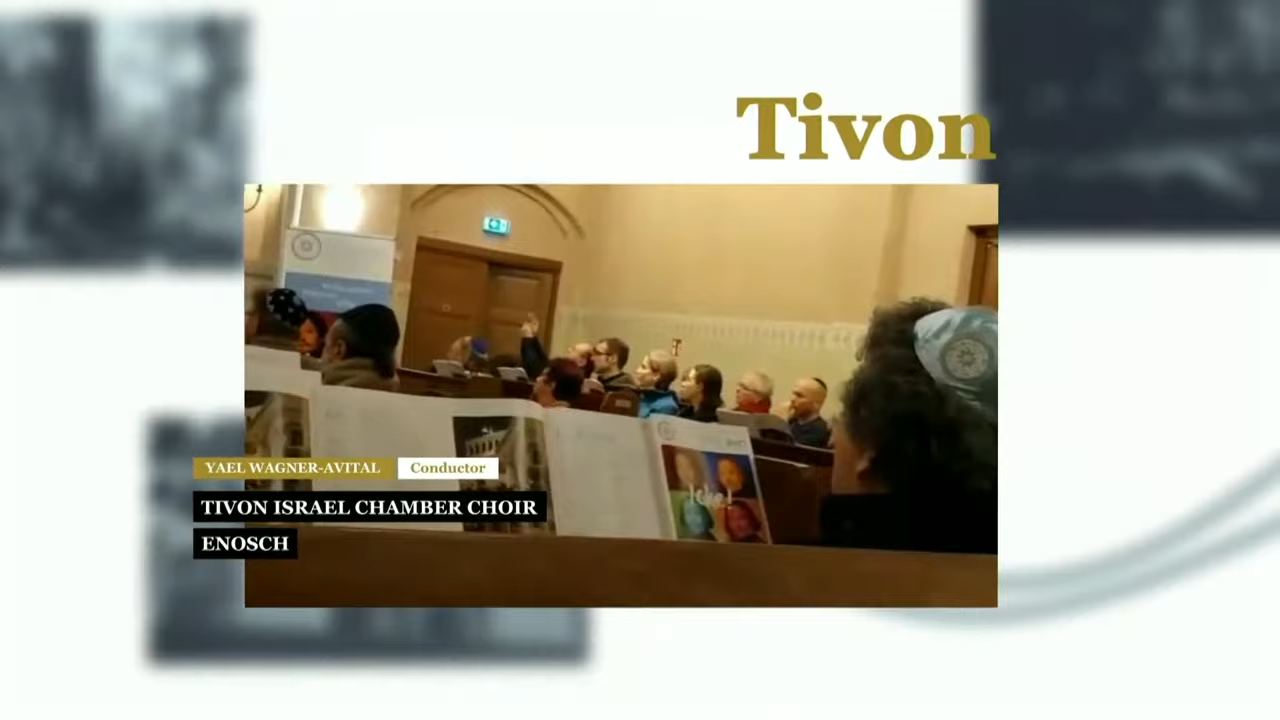 Tivon
YAEL WAGNER-AVITAL Conductor
TIVON ISRAEL CHAMBER CHOIR
ENOSCH